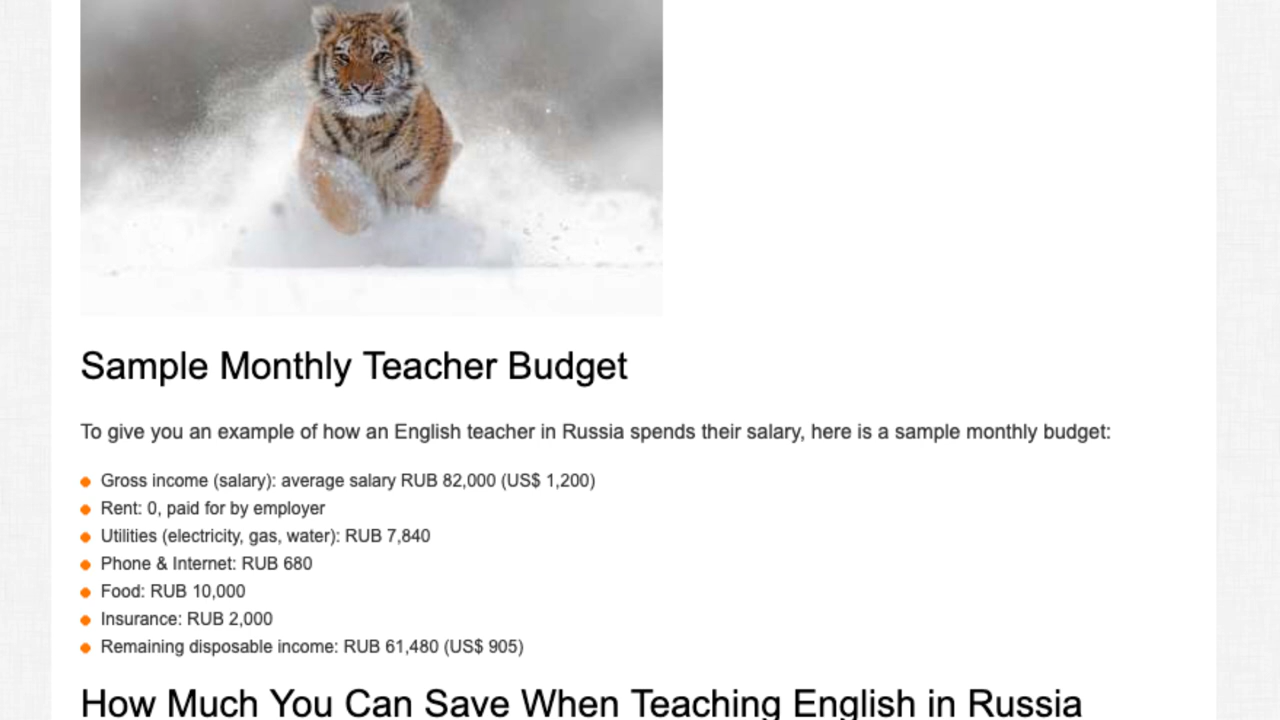 Sample Monthly Teacher Budget
To give you an example of how an English teacher in Russia spends their salary, here is a sample monthly budget:
Gross income (salary): average salary RUB 82,000 (US$ 1,200)
Rent: 0, paid for by employer
Utilities (electricity, gas, water): RUB 7,840
Phone & Internet: RUB 680
Food: RUB 10,000
Insurance: RUB 2,000
Remaining disposable income: RUB 61,480 (US$ 905)
How Much You Can Save When Teaching English in Russia